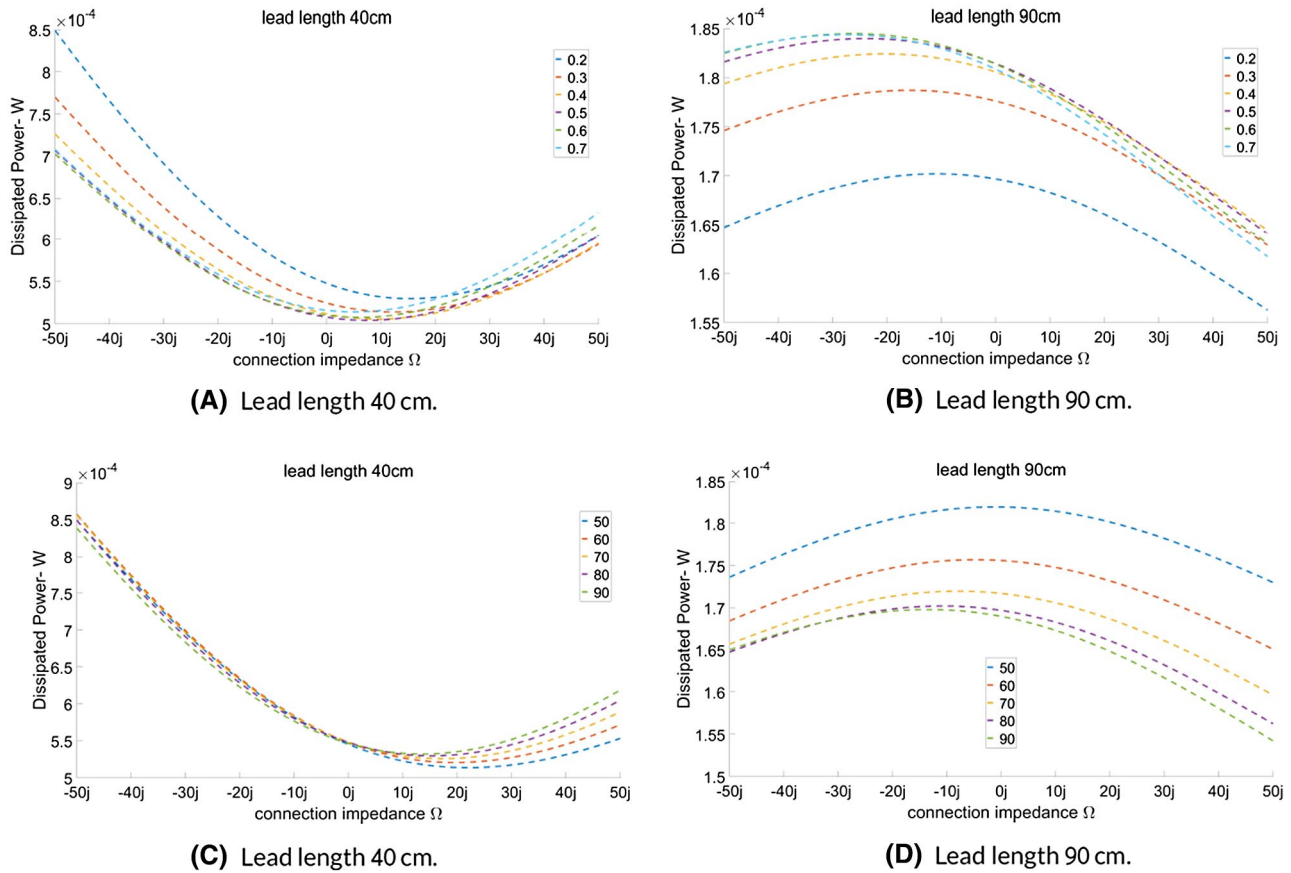 ×10-4
lead length 40cm
8.5
8
7.5
7
6.5
6
5.5
5
Dissipated Power- W
0.2
0.3
0.4
0.5
0.6
0.7
-50j -40j -30j -20j -10j 0j 10j 20j 30j 40j 50j
connection impedance Ω
(A) Lead length 40 cm.
×10-4
lead length 90cm
1.85
1.8
1.75
1.7
1.65
1.6
1.55
Dissipated Power- W
0.2
0.3
0.4
0.5
0.6
0.7
-50j -40j -30j -20j -10j 0j 10j 20j 30j 40j 50j
connection impedance Ω
(B) Lead length 90 cm.
×10-4
lead length 40cm
9
8.5
8
7.5
7
6.5
6
5.5
5
Dissipated Power- W
50
60
70
80
90
-50j -40j -30j -20j -10j 0j 10j 20j 30j 40j 50j
connection impedance Ω
(C) Lead length 40 cm.
×10-4
lead length 90cm
1.85
1.8
1.75
1.7
1.65
1.6
1.55
1.5
Dissipated Power- W
50
60
70
80
90
-50j -40j -30j -20j -10j 0j 10j 20j 30j 40j 50j
connection impedance Ω
(D) Lead length 90 cm.